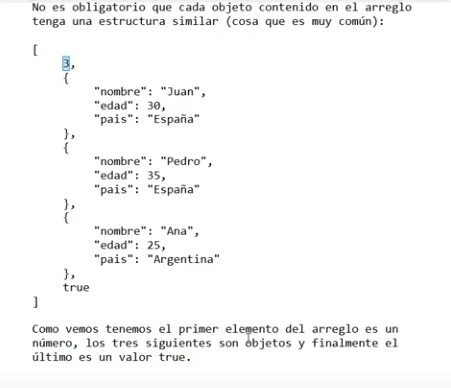 No es obligatorio que cada objeto contenido en el arreglo
tenga una estructura similar (cosa que es muy común):
[
3,
{
"nombre": "Juan",
"edad": 30,
"pais": "España"
},
{
"nombre": "Pedro",
"edad": 35,
"pais": "España"
},
{
"nombre": "Ana",
"edad": 25,
"pais": "Argentina"
},
true
]
Como vemos tenemos el primer elemento del arreglo es un
número, los tres siguientes son objetos y finalmente el
último es un valor true.